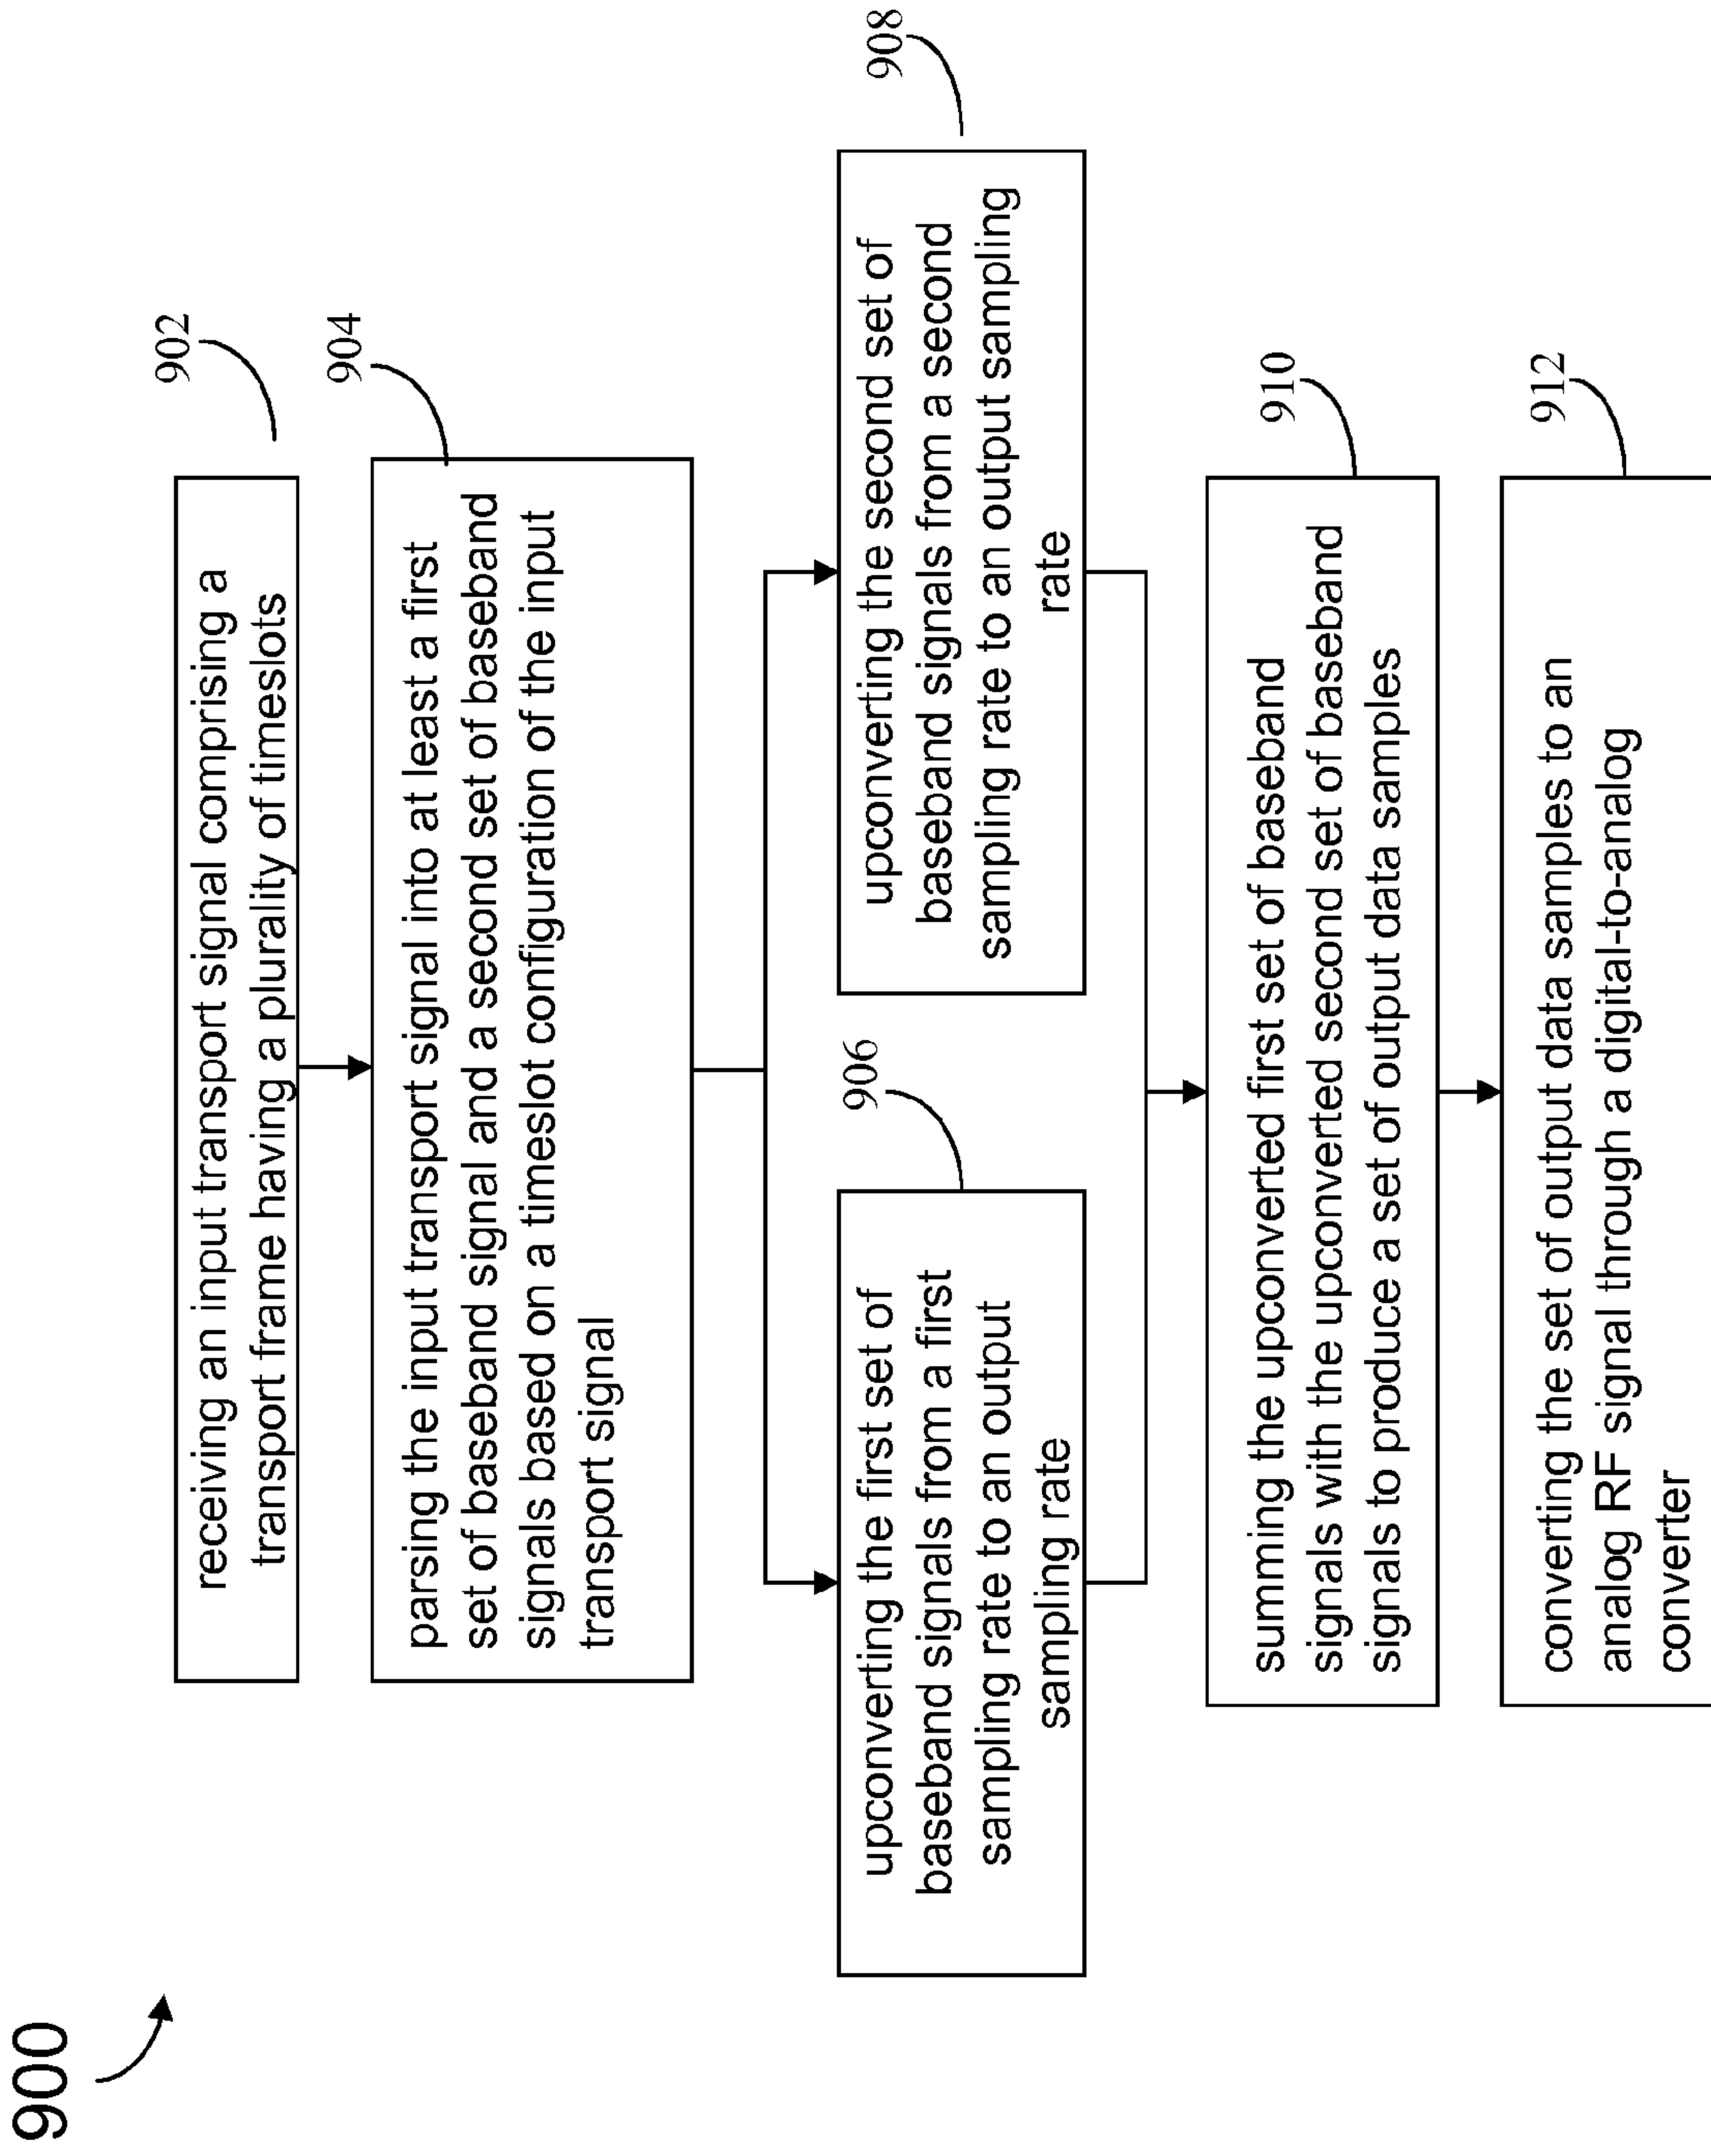 900
902
receiving an input transport signal comprising a
transport frame having a plurality of timeslots
904
parsing the input transport signal into at least a first
set of baseband signal and a second set of baseband
signals based on a timeslot configuration of the input
transport signal
906
upconverting the first set of
baseband signals from a first
sampling rate to an output
sampling rate
908
upconverting the second set of
baseband signals from a second
sampling rate to an output sampling
rate
910
summing the upconverted first set of baseband
signals with the upconverted second set of baseband
signals to produce a set of output data samples
912
converting the set of output data samples to an
analog RF signal through a digital-to-analog
converter